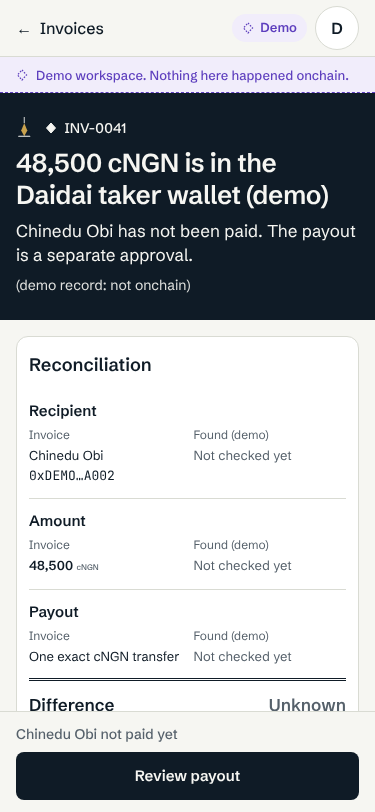 ← Invoices
Demo
D
Demo workspace. Nothing here happened onchain.
INV-0041
48,500 cNGN is in the
Daidai taker wallet (demo)
Chinedu Obi has not been paid. The payout
is a separate approval.
(demo record: not onchain)
Reconciliation
Recipient
Invoice Found (demo)
Chinedu Obi Not checked yet
0xDEMO…A002
Amount
Invoice Found (demo)
48,500 cNGN Not checked yet
Payout
Invoice Found (demo)
One exact cNGN transfer Not checked yet
Difference Unknown
Chinedu Obi not paid yet
Review payout